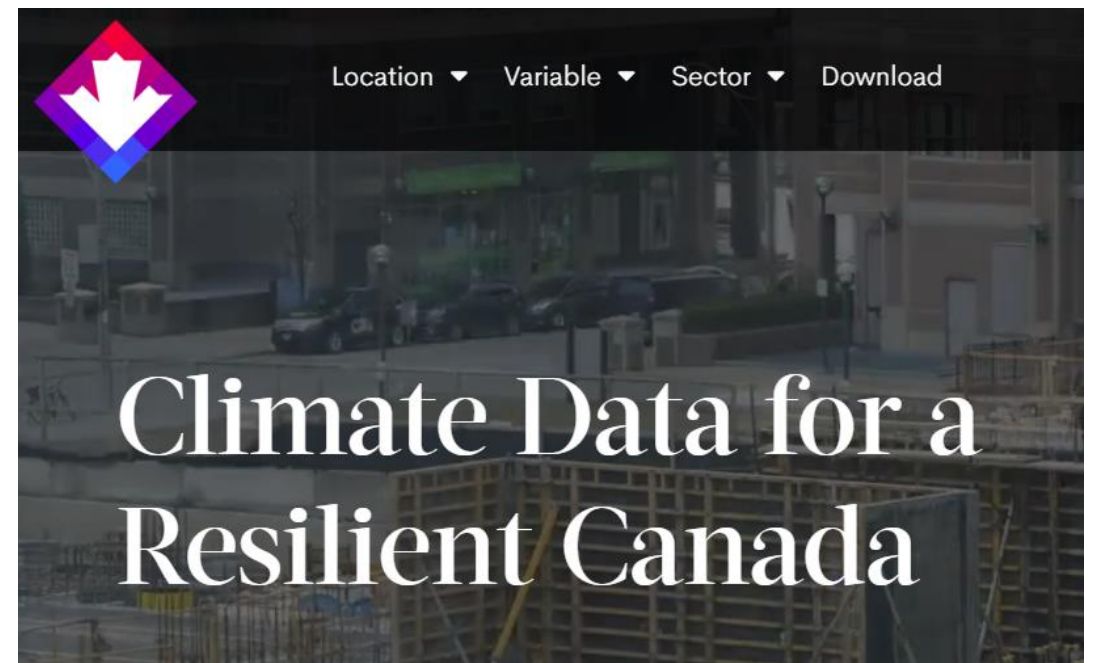 Location Variable Sector Download
Climate Data for a
Resilient Canada